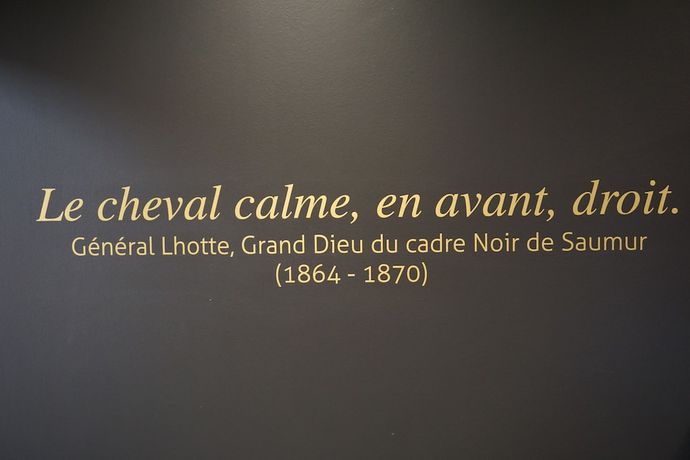 Le cheval calme, en avant, droit.
Général Lhotte, Grand Dieu du cadre Noir de Saumur
(1864 - 1870)